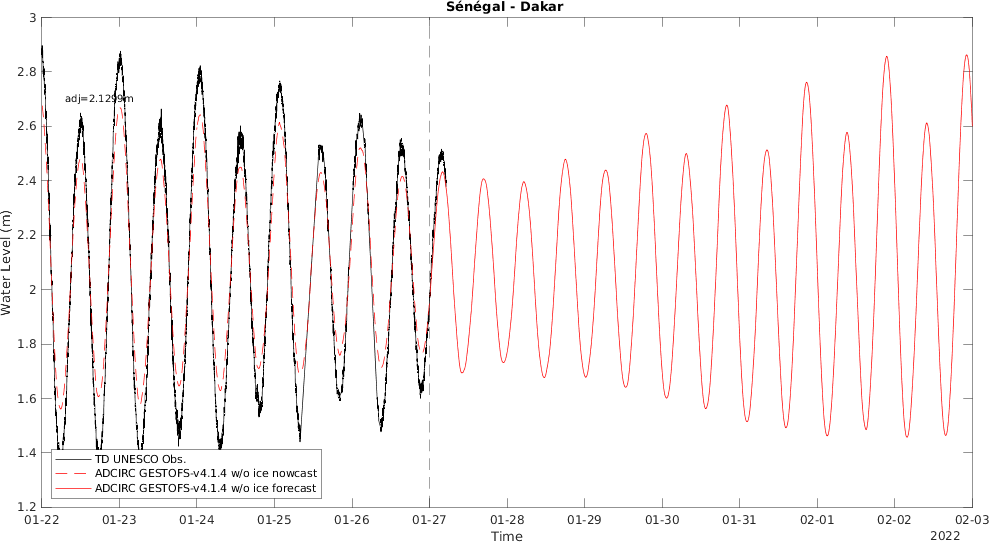 Sénégal - Dakar
3
2.8
2.6
2.4
2.2
2
1.8
1.6
1.4
1.2
Water Level (m)
adj=2.1299m
TD UNESCO Obs.
ADCIRC GESTOFS-v4.1.4 w/o ice nowcast
ADCIRC GESTOFS-v4.1.4 w/o ice forecast
01-22 01-23 01-24 01-25 01-26 01-27 01-28 01-29 01-30 01-31 02-01 02-02 02-03
Time
2022